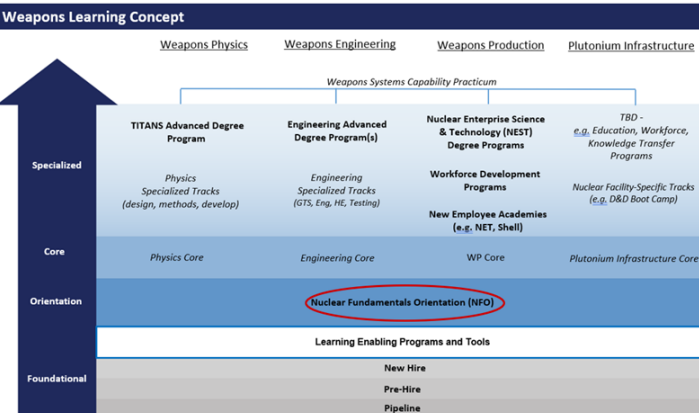 Weapons Learning Concept
Weapons Physics
Weapons Engineering
Weapons Production
Plutonium Infrastructure
Weapons Systems Capability Practicum
Specialized
TITANS Advanced Degree
Program
Physics
Specialized Tracks
(design, methods, develop)
Engineering Advanced
Degree Program(s)
Engineering
Specialized Tracks
(GTS, Eng, HE, Testing)
Nuclear Enterprise Science
& Technology (NEST)
Degree Programs
Workforce Development
Programs
New Employee Academies
(e.g. NET, Shell)
TBD -
e.g. Education, Workforce,
Knowledge Transfer
Programs
Nuclear Facility-Specific Tracks
(e.g. D&D Boot Camp)
Core
Physics Core
Engineering Core
WP Core
Plutonium Infrastructure Core
Orientation
Nuclear Fundamentals Orientation (NFO)
Learning Enabling Programs and Tools
Foundational
New Hire
Pre-Hire
Pipeline